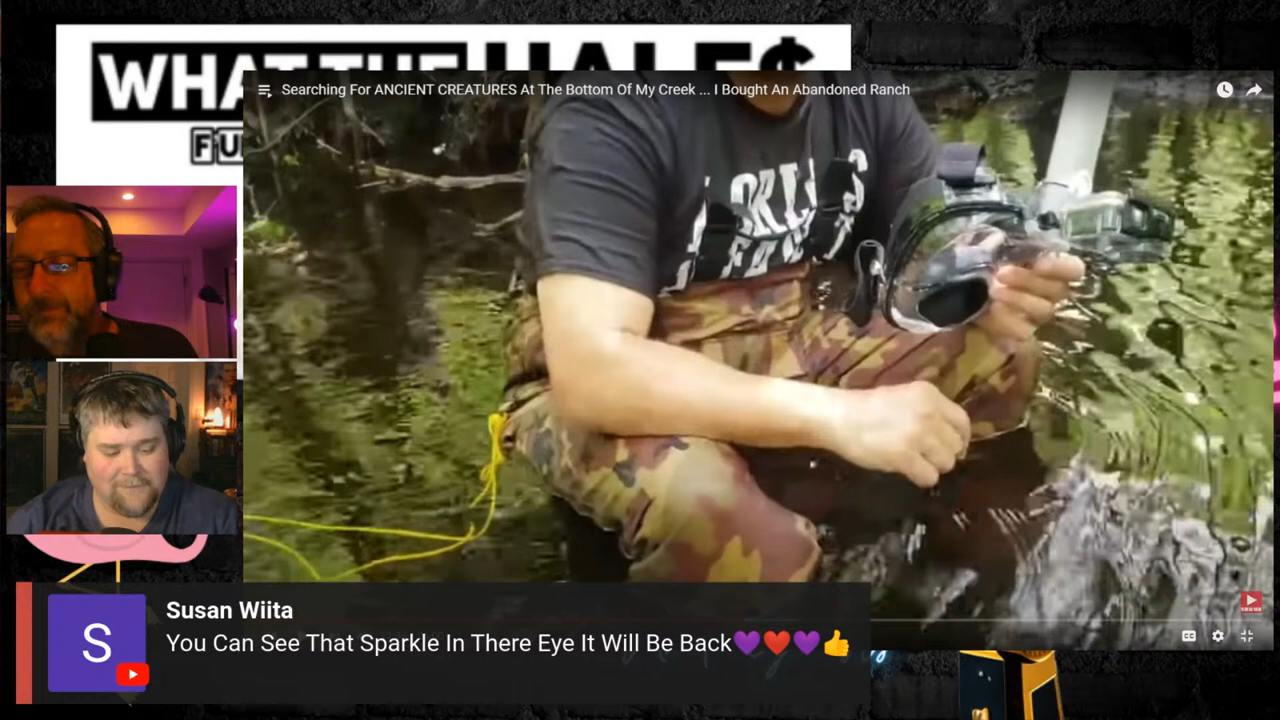 WHAT THE HALE$
FU
Searching For ANCIENT CREATURES At The Bottom Of My Creek ... I Bought An Abandoned Ranch
S
Susan Wiita
You Can See That Sparkle In There Eye It Will Be Back💜❤️💜👍